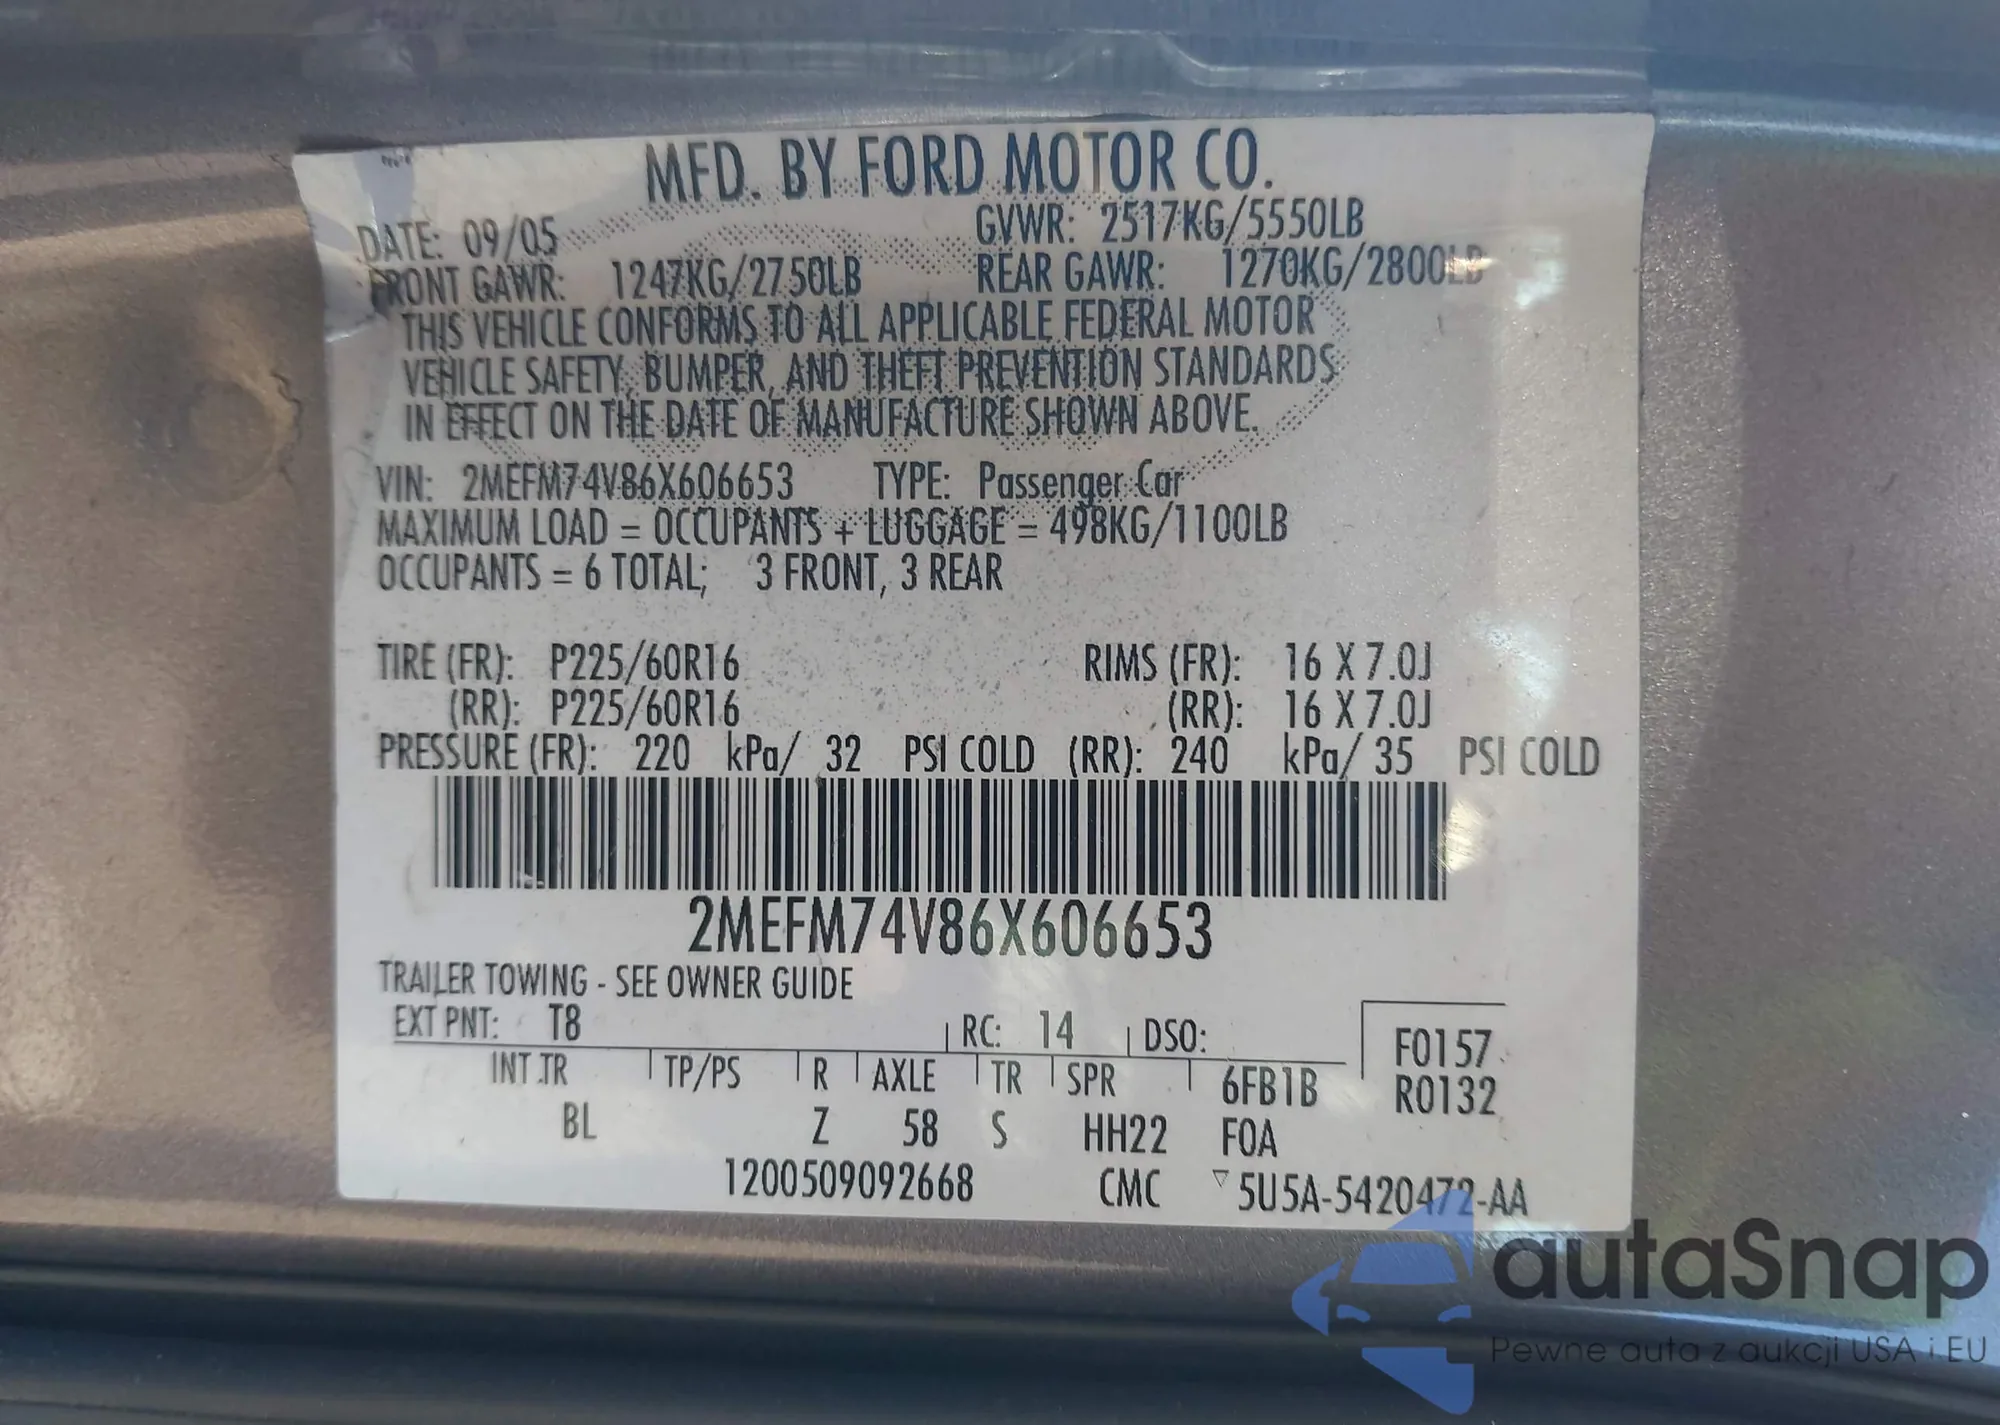 MFD. BY FORD MOTOR CO.
DATE: 09/05 GVWR: 2517KG/5550LB
FRONT GAWR: 1247KG/2750LB REAR GAWR: 1270KG/2800LB
THIS VEHICLE CONFORMS TO ALL APPLICABLE FEDERAL MOTOR
VEHICLE SAFETY, BUMPER, AND THEFT PREVENTION STANDARDS
IN EFFECT ON THE DATE OF MANUFACTURE SHOWN ABOVE.
VIN: 2MEFM74V86X606653 TYPE: Passenger Car
MAXIMUM LOAD = OCCUPANTS + LUGGAGE = 498KG/1100LB
OCCUPANTS = 6 TOTAL; 3 FRONT, 3 REAR
TIRE (FR): P225/60R16 RIMS (FR): 16 X 7.0J
(RR): P225/60R16 (RR): 16 X 7.0J
PRESSURE (FR): 220 kPa/ 32 PSI COLD (RR): 240 kPa/ 35 PSI COLD
2MEFM74V86X606653
TRAILER TOWING - SEE OWNER GUIDE
EXT PNT: T8 RC: 14 DSO: F0157
INT TR TP/PS R AXLE TR SPR 6FB1B R0132
BL Z 58 S HH22 F0A
1200509092668 CMC ▽5U5A-5420472-AA
autaSnap
Pewne auta z aukcji USA i EU